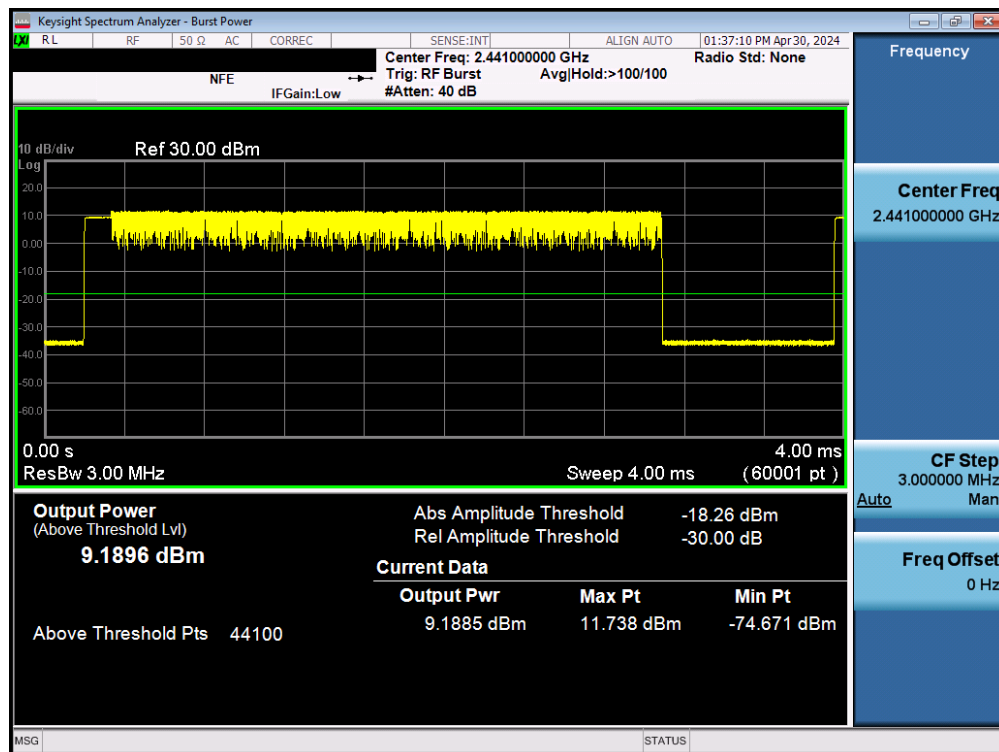 Keysight Spectrum Analyzer - Burst Power
LXI RL RF 50 Ω AC CORREC SENSE:INT ALIGN AUTO 01:37:10 PM Apr 30, 2024
Center Freq: 2.441000000 GHz Radio Std: None
NFE Trig: RF Burst Avg|Hold:>100/100
IFGain:Low #Atten: 40 dB
10 dB/div Ref 30.00 dBm
Log
20.0
10.0
0.00
-10.0
-20.0
-30.0
-40.0
-50.0
-60.0
0.00 s 4.00 ms
ResBw 3.00 MHz Sweep 4.00 ms (60001 pt )
Output Power
(Above Threshold Lvl)
9.1896 dBm
Above Threshold Pts 44100
Abs Amplitude Threshold -18.26 dBm
Rel Amplitude Threshold -30.00 dB
Current Data
Output Pwr Max Pt Min Pt
9.1885 dBm 11.738 dBm -74.671 dBm
MSG STATUS
Frequency
Center Freq
2.441000000 GHz
CF Step
3.000000 MHz
Auto Man
Freq Offset
0 Hz